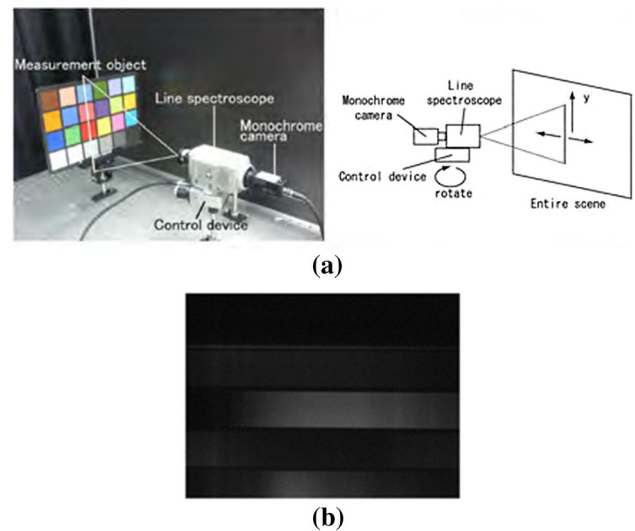 Measurement object
Line spectroscope
Monochrome
camera
Control
device
Line
spectroscope
Monochrome
camera
Control device
rotate
y
Entire scene
(a)
(b)